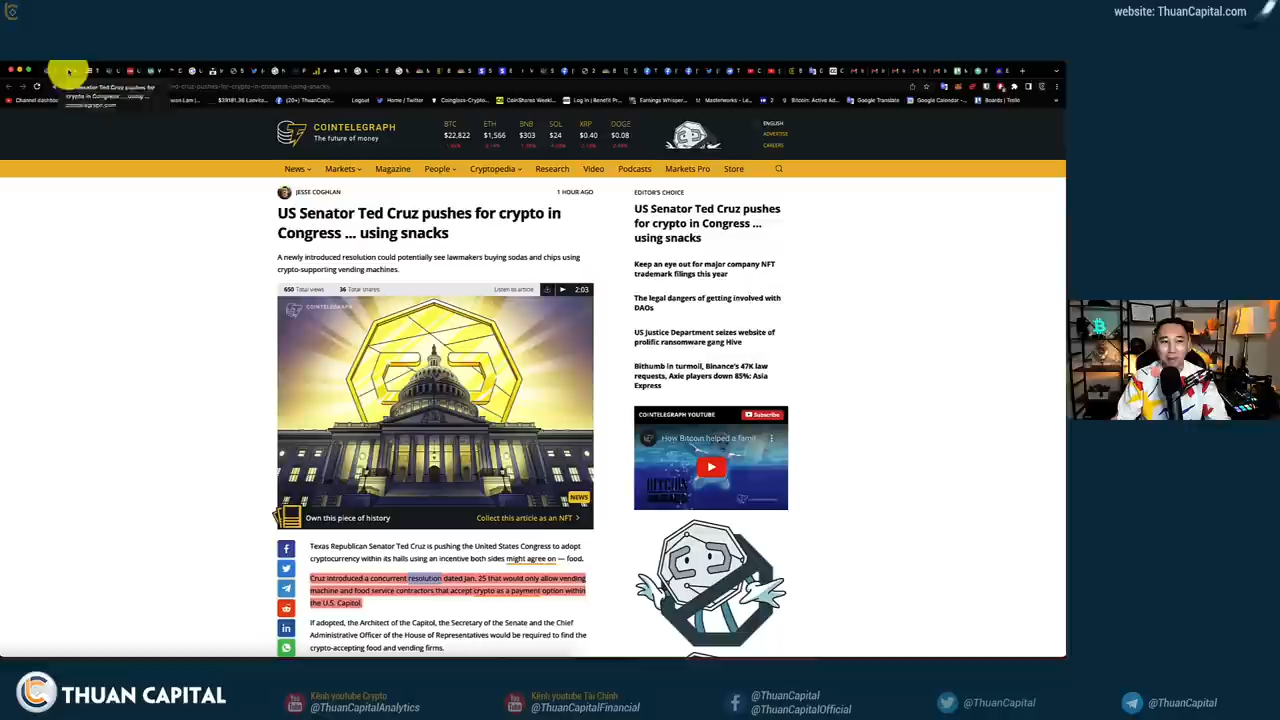 website: ThuanCapital.com
COINTELEGRAPH
The future of money
BTC ETH BNB SOL XRP DOGE
$22,822 $1,566 $303 $24 $0.40 $0.08
ENGLISH
ADVERTISE
CAREERS
News Markets Magazine People Cryptopedia Research Video Podcasts Markets Pro Store
JESSE COGHLAN
1 HOUR AGO
US Senator Ted Cruz pushes for crypto in
Congress ... using snacks
A newly introduced resolution could potentially see lawmakers buying sodas and chips using
crypto-supporting vending machines.
650 Total views 36 Total shares Listen to article 2:03
COINTELEGRAPH
NEWS
Own this piece of history
Collect this article as an NFT >
Texas Republican Senator Ted Cruz is pushing the United States Congress to adopt
cryptocurrency within its halls using an incentive both sides might agree on — food.
Cruz introduced a concurrent resolution dated Jan. 25 that would only allow vending
machine and food service contractors that accept crypto as a payment option within
the U.S. Capitol.
If adopted, the Architect of the Capitol, the Secretary of the Senate and the Chief
Administrative Officer of the House of Representatives would be required to find the
crypto-accepting food and vending firms.
EDITOR'S CHOICE
US Senator Ted Cruz pushes
for crypto in Congress ...
using snacks
Keep an eye out for major company NFT
trademark filings this year
The legal dangers of getting involved with
DAOs
US Justice Department seizes website of
prolific ransomware gang Hive
Bithumb in turmoil, Binance's 47K law
requests, Axie players down 85%: Asia
Express
COINTELEGRAPH YOUTUBE
Subscribe
How Bitcoin helped a famil
THUAN CAPITAL
Kênh youtube Crypto
@ThuanCapitalAnalytics
Kênh youtube Tài Chính
@ThuanCapitalFinancial
@ThuanCapital
@ThuanCapitalOfficial
@ThuanCapital
@ThuanCapital